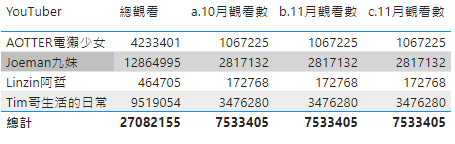 YouTuber 總觀看 a.10月觀看數 b.11月觀看數 c.11月觀看數
AOTTER電獺少女 4233401 1067225 1067225 1067225
Joeman九妹 12864995 2817132 2817132 2817132
Linzin阿哲 464705 172768 172768 172768
Tim哥生活的日常 9519054 3476280 3476280 3476280
總計 27082155 7533405 7533405 7533405